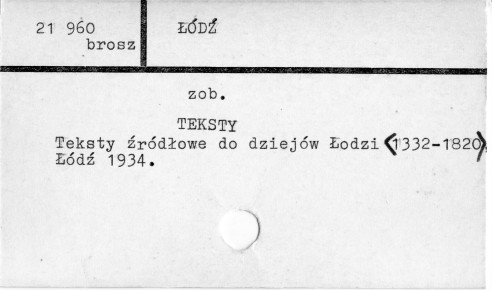 21 960
brosz
ŁÓDŹ
zob.
TEKSTY
Teksty źródłowe do dziejów Łodzi <1332-1820>,
Łódź 1934.